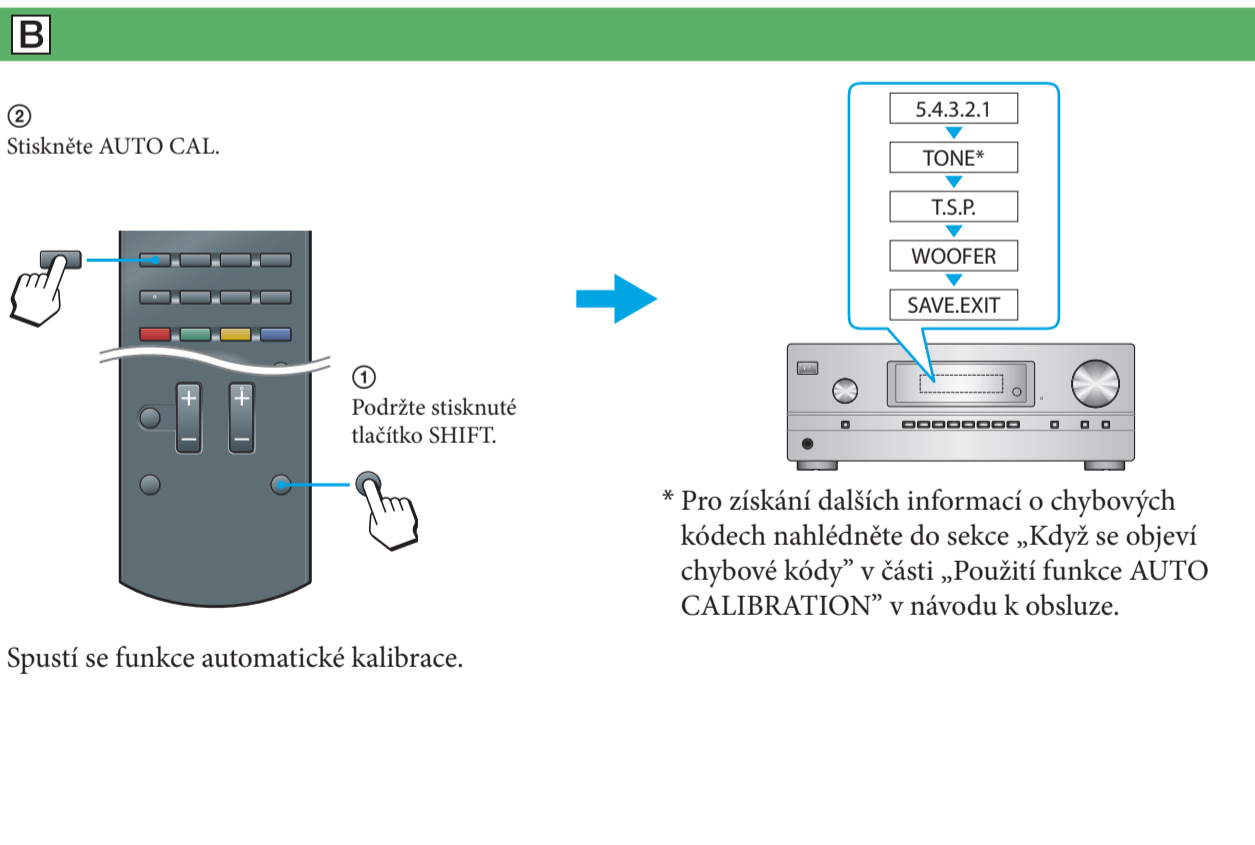 B
②
Stiskněte AUTO CAL.
①
Podržte stisknuté
tlačítko SHIFT.
Spustí se funkce automatické kalibrace.
5.4.3.2.1
TONE*
T.S.P.
WOOFER
SAVE.EXIT
* Pro získání dalších informací o chybových
kódech nahlédněte do sekce „Když se objeví
chybové kódy” v části „Použití funkce AUTO
CALIBRATION” v návodu k obsluze.